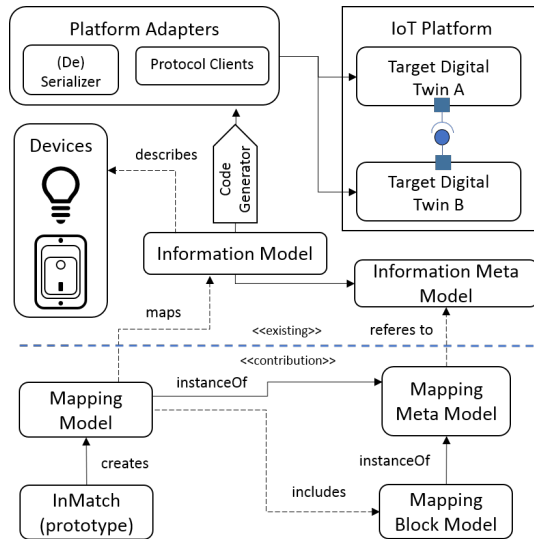 Platform Adapters
(De)
Serializer
Protocol Clients
IoT Platform
Target Digital
Twin A
Target Digital
Twin B
Devices
describes
Code
Generator
Information Model
Information Meta
Model
maps
<<existing>>
referes to
<<contribution>>
instanceOf
Mapping
Model
Mapping
Meta Model
creates
instanceOf
includes
InMatch
(prototype)
Mapping
Block Model